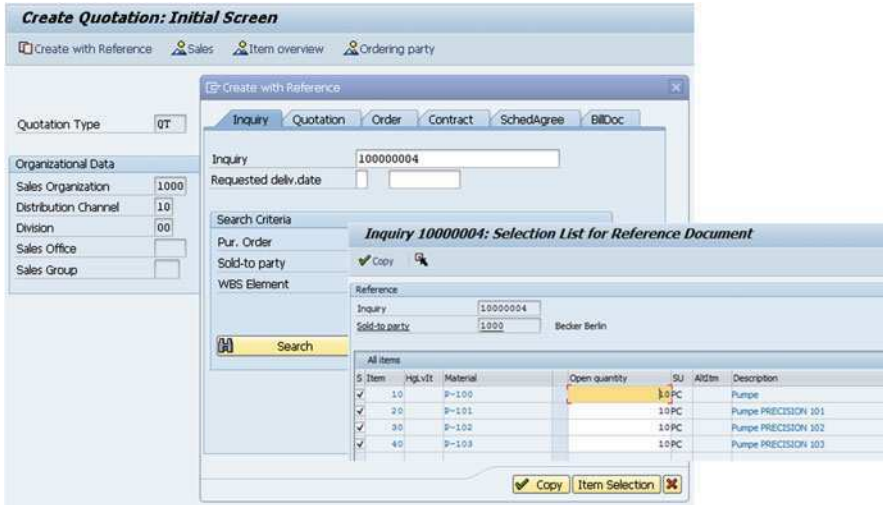 Create Quotation: Initial Screen
Create with Reference Sales Item overview Ordering party
Create with Reference
Quotation Type QT
Inquiry Quotation Order Contract SchedAgree BillDoc
Organizational Data
Sales Organization 1000
Distribution Channel 10
Division 00
Sales Office
Sales Group
Inquiry 100000004
Requested deliv.date
Search Criteria
Pur. Order
Sold-to party
WBS Element
Search
Inquiry 10000004: Selection List for Reference Document
Copy
Reference
Inquiry 10000004
Sold-to party 1000 Becker Berlin
All items
S Item HgLvIt Material Open quantity SU AltItm Description
10 P-100 10 PC Pumpe
20 P-101 10 PC Pumpe PRECISION 101
30 P-102 10 PC Pumpe PRECISION 102
40 P-103 10 PC Pumpe PRECISION 103
Copy Item Selection